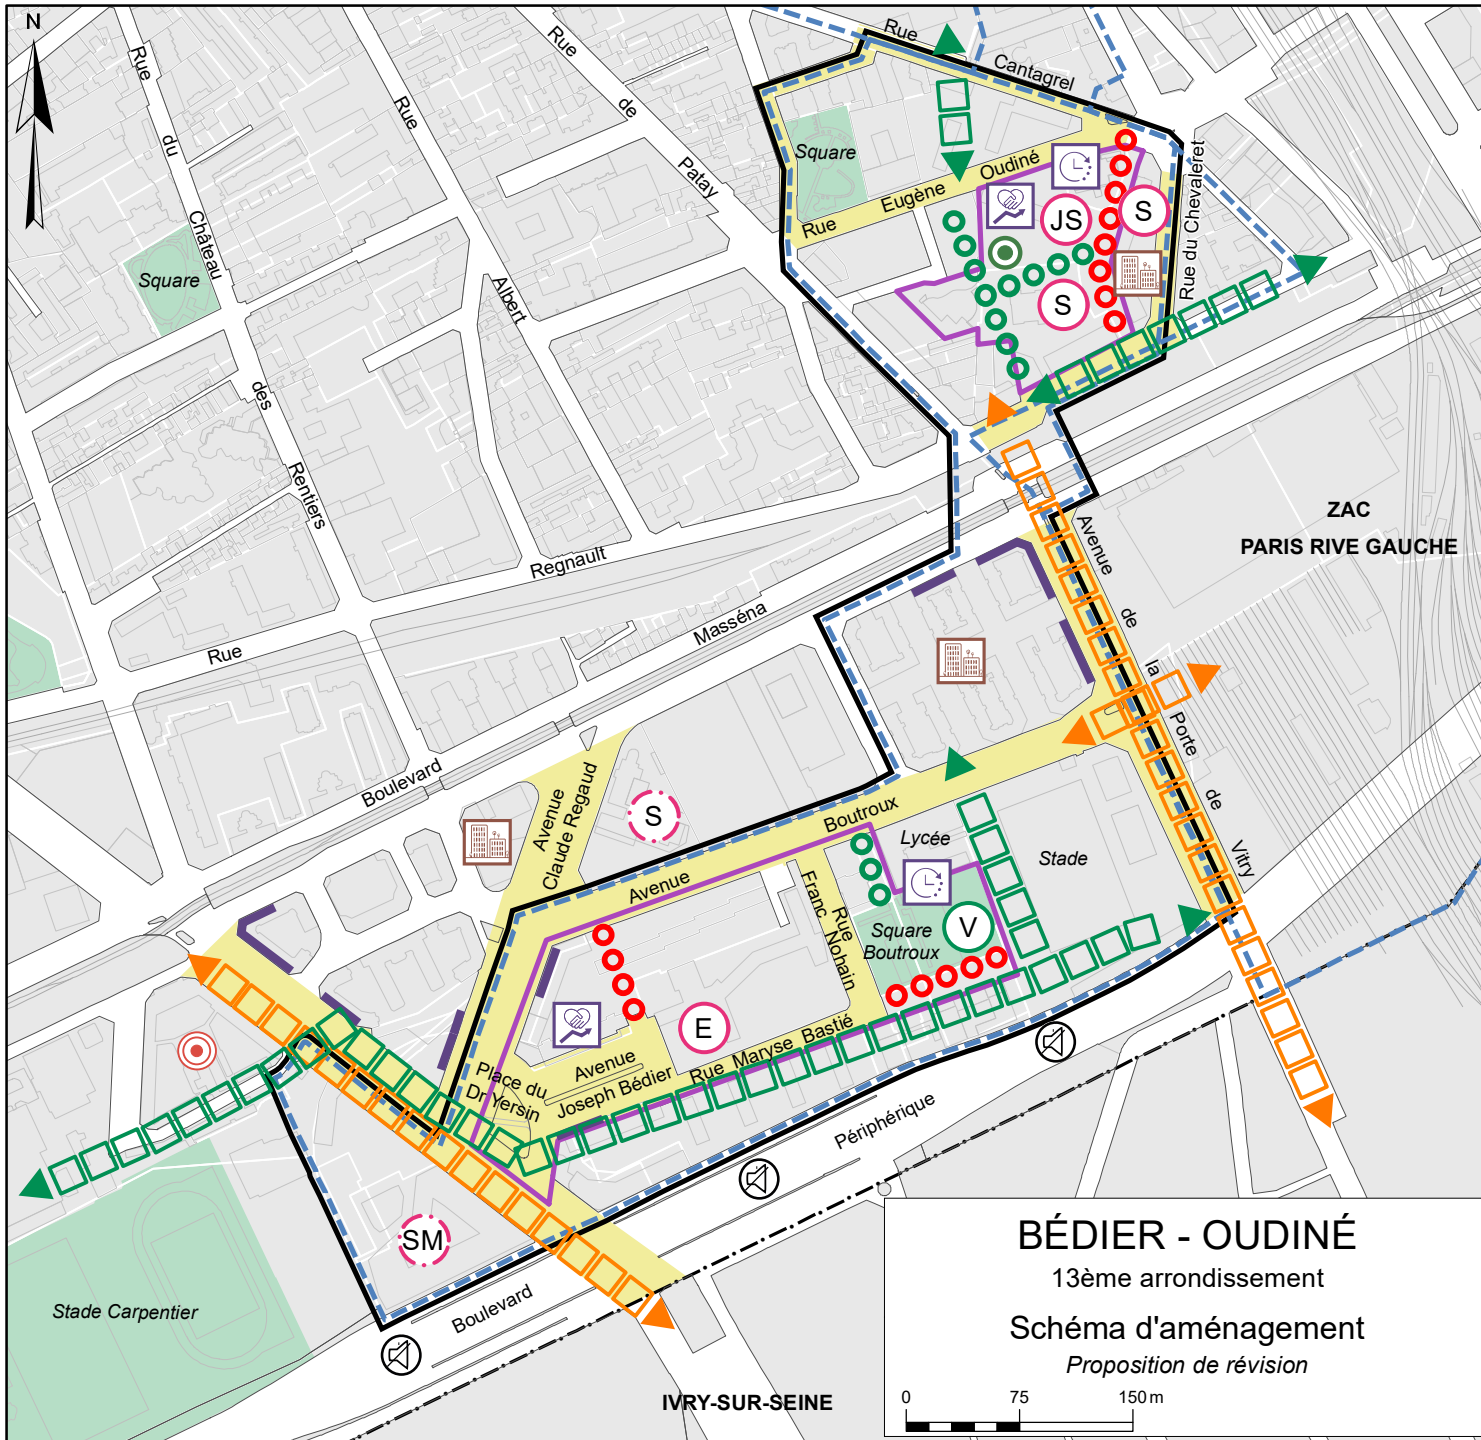 N
Rue
du
Château
des
Rentiers
Rue
Albert
Rue
de
Patay
Rue
Cantagrel
Square
Rue
Eugène
Oudiné
JS
S
S
Rue du Chevaleret
Square
ZAC
PARIS RIVE GAUCHE
Regnault
Rue
Masséna
Boulevard
Avenue
de
la
Porte
de
Vitry
Avenue
Claude Regaud
S
Avenue
Boutroux
Lycée
Stade
Franc
Rue
Nohain
Square
Boutroux
V
E
Place du
Dr Yersin
Avenue
Joseph Bédier
Rue Maryse Bastié
SM
Stade Carpentier
Boulevard
Périphérique
IVRY-SUR-SEINE
BÉDIER - OUDINÉ
13ème arrondissement
Schéma d'aménagement
Proposition de révision
0 75 150 m